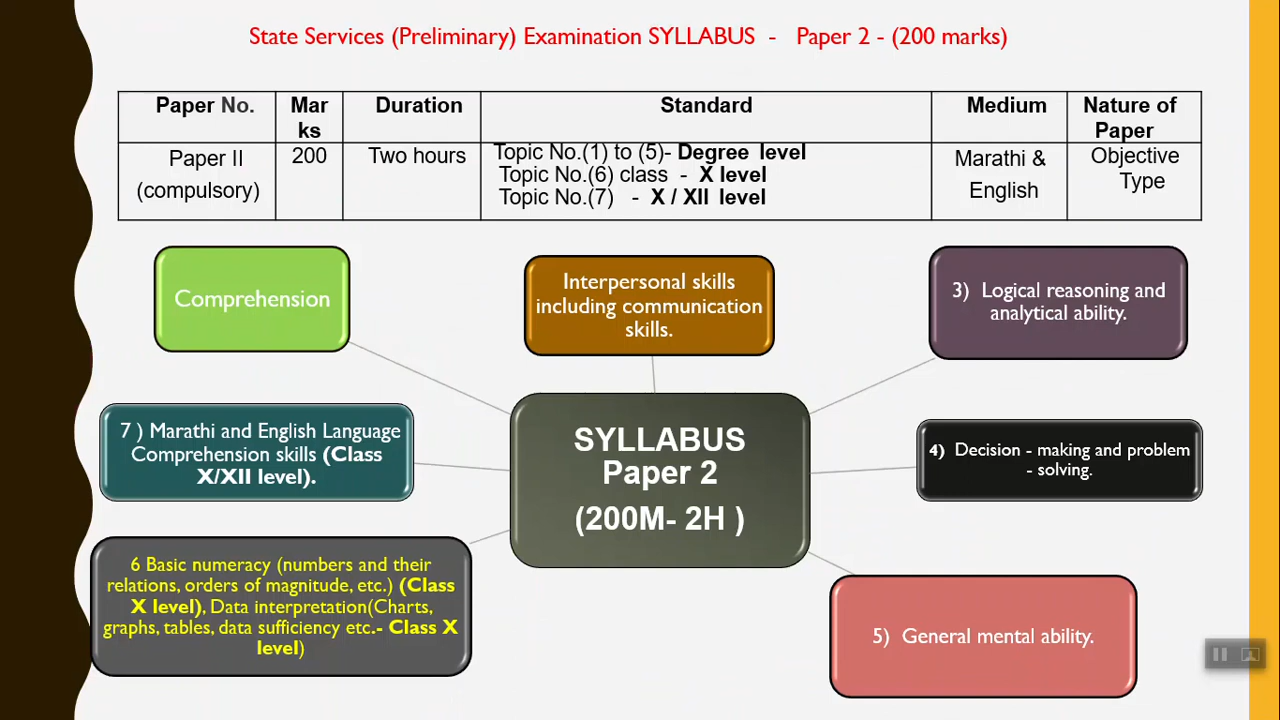 State Services (Preliminary) Examination SYLLABUS - Paper 2 - (200 marks)
Paper No.
Mar
ks
Duration
Standard
Medium
Nature of
Paper
Paper II
(compulsory)
200
Two hours
Topic No.(1) to (5)- Degree level
Topic No.(6) class - X level
Topic No.(7) - X / XII level
Marathi &
English
Objective
Type
Comprehension
Interpersonal skills
including communication
skills.
3) Logical reasoning and
analytical ability.
7 ) Marathi and English Language
Comprehension skills (Class
X/XII level).
SYLLABUS
Paper 2
(200M- 2H )
4) Decision - making and problem
- solving.
6 Basic numeracy (numbers and their
relations, orders of magnitude, etc.) (Class
X level), Data interpretation(Charts,
graphs, tables, data sufficiency etc.- Class X
level)
5) General mental ability.